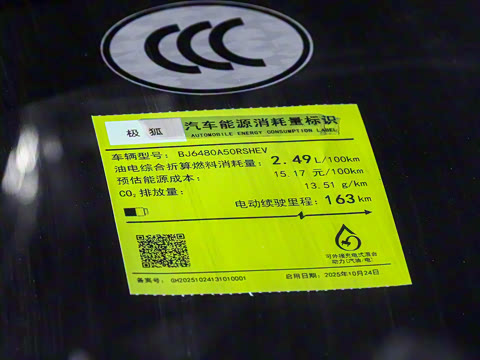 CCC
极 狐
汽车能源消耗量标识
AUTOMOBILE ENERGY CONSUMPTION LABEL
车辆型号： BJ6480A50RSHEV
油电综合折算燃料消耗量： 2.49 L/100km
预估能源成本： 15.17 元/100km
CO₂排放量： 13.51 g/km
电动续驶里程： 163 km
可外接充电式混合
动力(汽油/电)
备案号： 0H20251024131010001
启用日期： 2025年10月24日